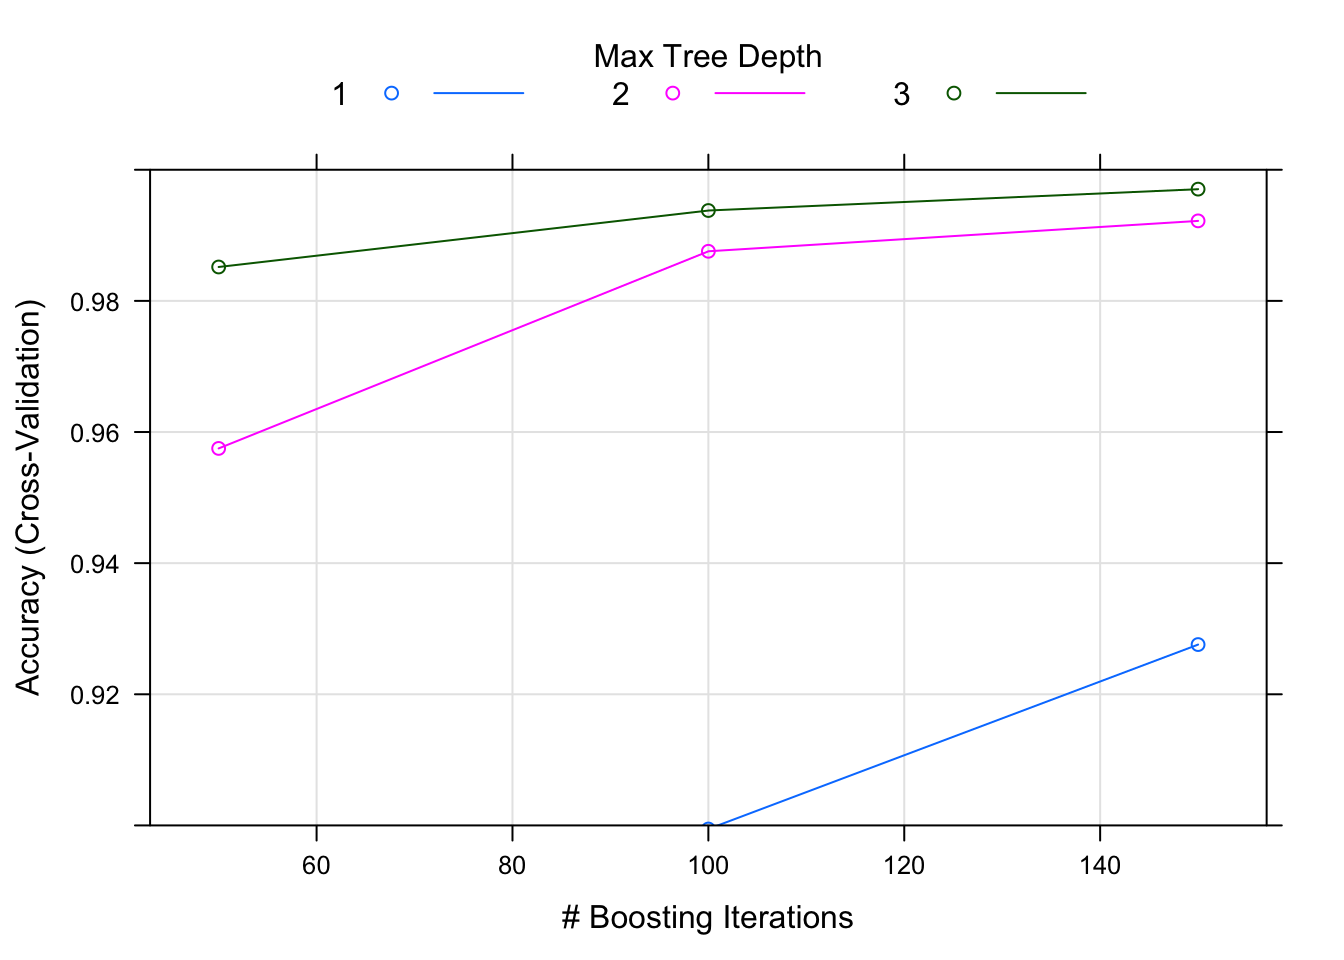 Max Tree Depth
1 2 3
0.98
0.96
0.94
0.92
Accuracy (Cross-Validation)
60 80 100 120 140
# Boosting Iterations